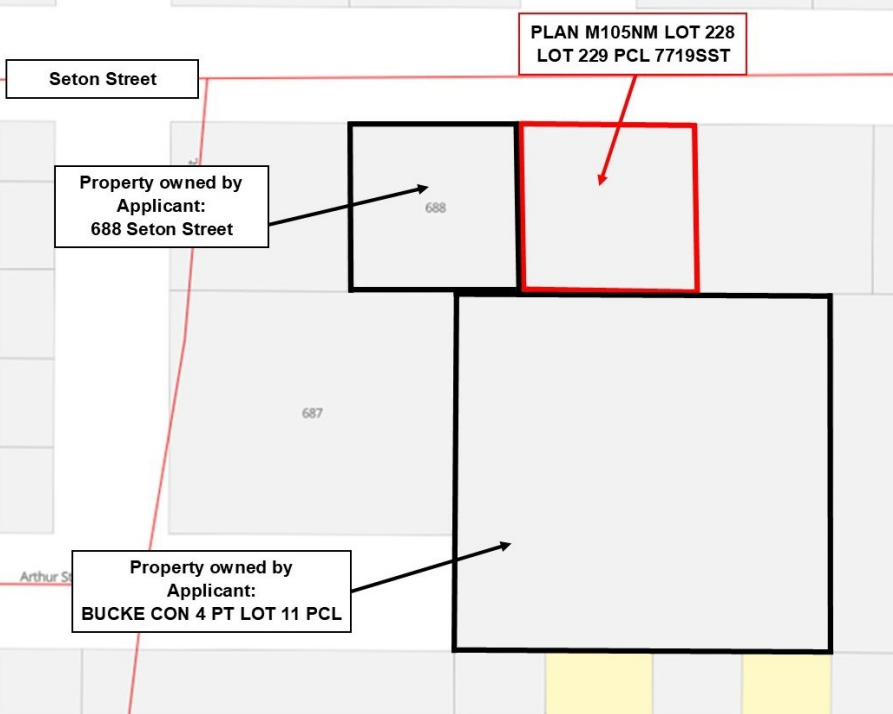 PLAN M105NM LOT 228
LOT 229 PCL 7719SST
Seton Street
Property owned by
Applicant:
688 Seton Street
688
687
Arthur St
Property owned by
Applicant:
BUCKE CON 4 PT LOT 11 PCL